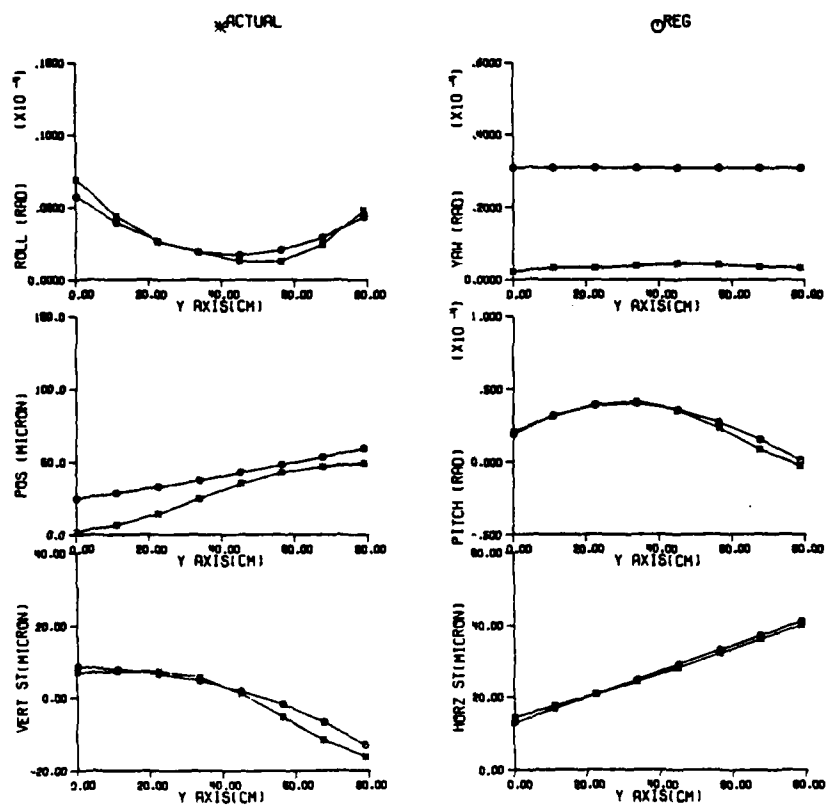 ACTUAL
REG
ROLL (RAD) (X10
.1500
.1000
.0500
0.0000
0.00 20.00 40.00 60.00 80.00
Y AXIS(CM)
YAW (RAD) (X10
.6000
.4000
.2000
0.0000
0.00 20.00 40.00 60.00 80.00
Y AXIS(CM)
POS (MICRON)
150.0
100.0
50.0
0.0
0.00 20.00 40.00 60.00 80.00
Y AXIS(CM)
PITCH (RAD) (X10
1.000
.500
0.000
-.500
0.00 20.00 40.00 60.00 80.00
Y AXIS(CM)
VERT ST(MICRON)
40.00
20.00
0.00
-20.00
0.00 20.00 40.00 60.00 80.00
Y AXIS(CM)
HORZ ST(MICRON)
60.00
40.00
20.00
0.00
0.00 20.00 40.00 60.00 80.00
Y AXIS(CM)